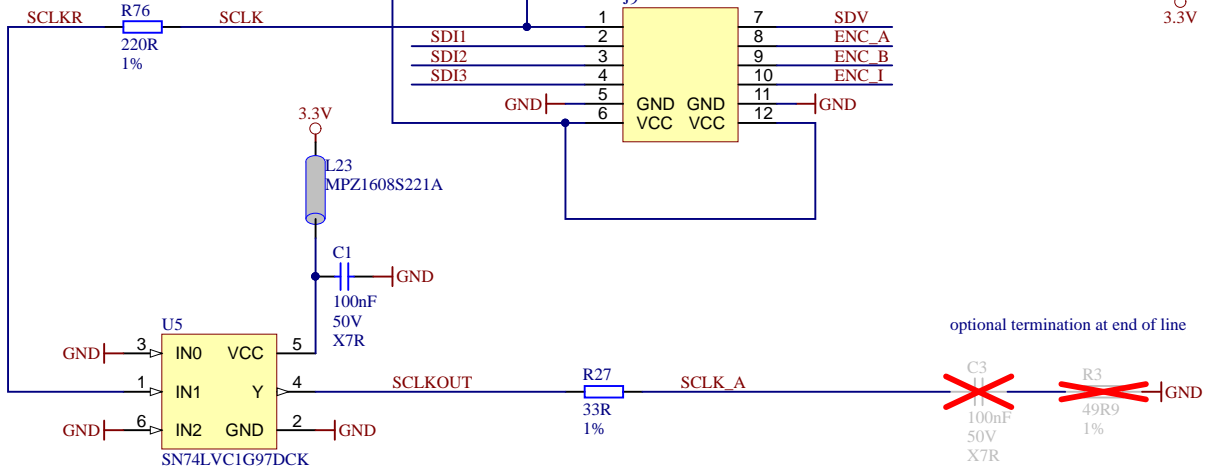 SCLKR
R76
220R
1%
SCLK
J9
1
2
3
4
5
6
SDI1
SDI2
SDI3
GND
GND GND
VCC VCC
7
8
9
10
11
12
SDV
ENC_A
ENC_B
ENC_I
GND
3.3V
3.3V
L23
MPZ1608S221A
C1
100nF
50V
X7R
GND
U5
GND 3 IN0 VCC 5
1 IN1 Y 4
GND 6 IN2 GND 2 GND
SN74LVC1G97DCK
SCLKOUT
R27
33R
1%
SCLK_A
optional termination at end of line
C3
100nF
50V
X7R
R3
49R9
1%
GND